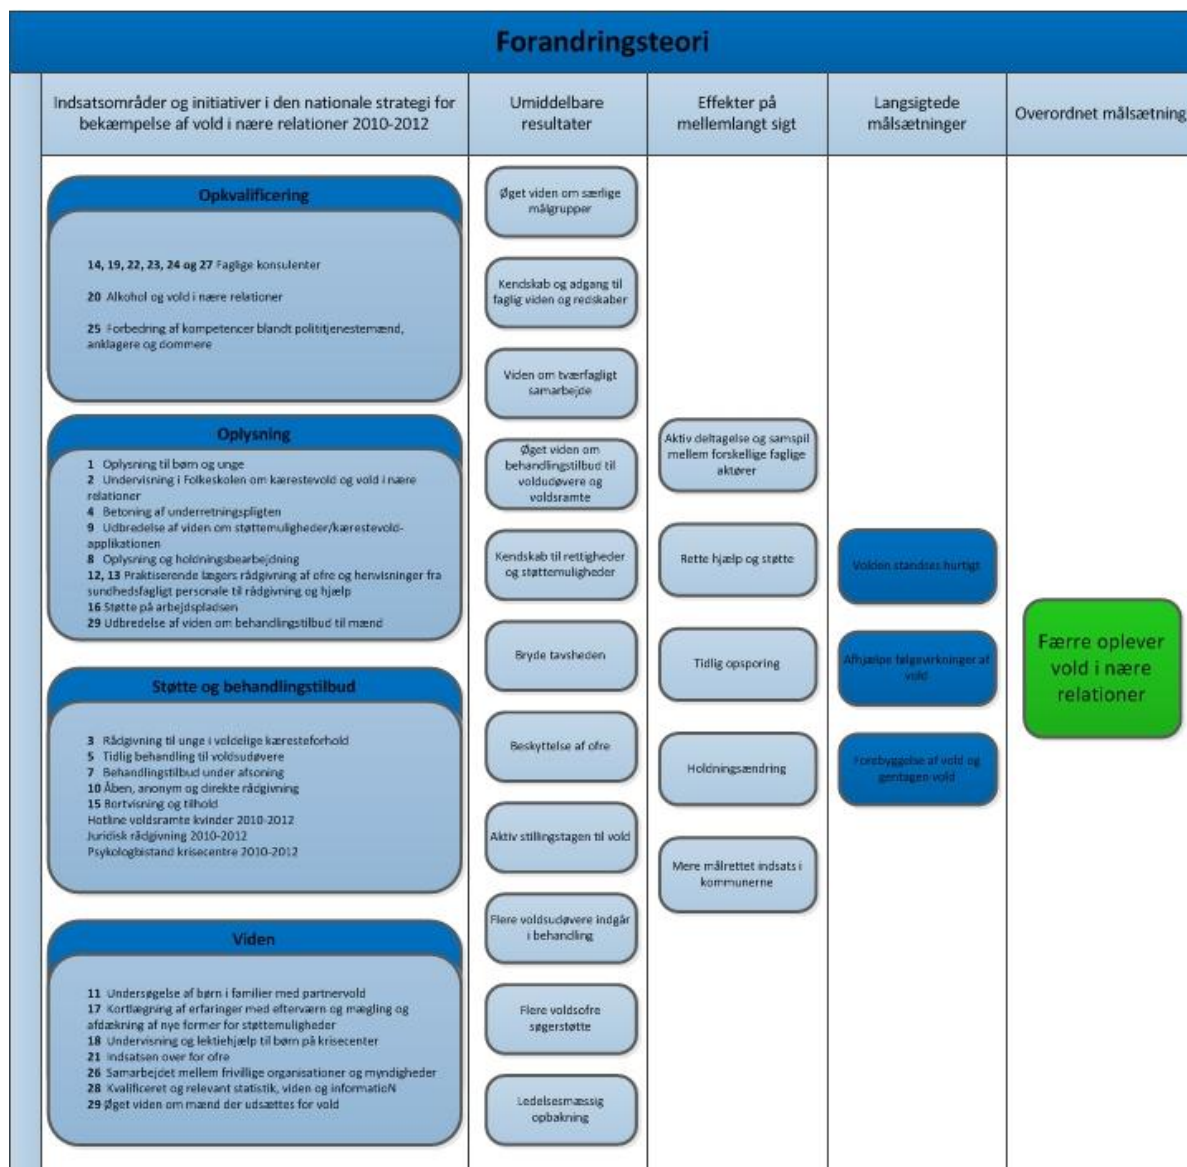 Forandringsteori
Indsatsområder og initiativer i den nationale strategi for
bekæmpelse af vold i nære relationer 2010-2012
Umiddelbare
resultater
Effekter på
mellemlangt sigt
Langsigtede
målsætninger
Overordnet målsætning
Opkvalificering
14, 19, 22, 23, 24 og 27 Faglige konsulenter
20 Alkohol og vold i nære relationer
25 Forbedning af kompetencer blandt polititjenestemænd,
anklagere og dommere
Oplysning
1 Oplysning til børn og unge
2 Undervisning i Folkeskolen om kærestevold og vold i nære
relationer
4 Betoning af underretningspligten
9 Udbredelse af viden om støttemuligheder/kærestevold-
applikationen
8 Oplysning og holdningsbearbejdning
12, 13 Praktiserende lægers rådgivning af ofre og henvisninger fra
sundhedsfagligt personale til rådgivning og hjælp
16 Støtte på arbejdspladsen
29 Udbredelse af viden om behandlingstilbud til mænd
Støtte og behandlingstilbud
3 Rådgivning til unge i voldelige kæresteforhold
5 Tidlig behandling til voldsudøvere
7 Behandlingstilbud under afsoning
10 Åben, anonym og direkte rådgivning
15 Bortvisning og tilhold
Hotline voldsramte kvinder 2010-2012
Juridisk rådgivning 2010-2012
Psykologbistand krisecentre 2010-2012
Viden
11 Undersøgelse af børn i familier med partnervold
17 Kortlægning af erfaringer med efterværn og mægling og
afdækning af nye former for støttemuligheder
18 Undervisning og lektiehjælp til børn på krisecenter
21 Indsatsen over for ofre
26 Samarbejdet mellem frivillige organisationer og myndigheder
28 Kvalificeret og relevant statistik, viden og informatioN
29 Øget viden om mænd der udsættes for vold
Øget viden om særlige
målgrupper
Kendskab og adgang til
faglig viden og redskaber
Viden om tværfagligt
samarbejde
Øget viden om
behandlingstilbud til
voldudøvere og
voldsramte
Kendskab til rettigheder
og støttemuligheder
Bryde tavsheden
Beskyttelse af ofre
Aktiv stillingstagen til vold
Flere voldsudøvere indgår
i behandling
Flere voldsofre
søgerstøtte
Ledelsesmæssig
opbakning
Aktiv deltagelse og samspil
mellem forskellige faglige
aktører
Rette hjælp og støtte
Tidlig opsporing
Holdningsændring
Mere målrettet indsats i
kommunerne
Volden standses hurtigt
Afhjælpe følgevirkninger af
vold
Forebyggelse af vold og
gentagen vold
Færre oplever
vold i nære
relationer